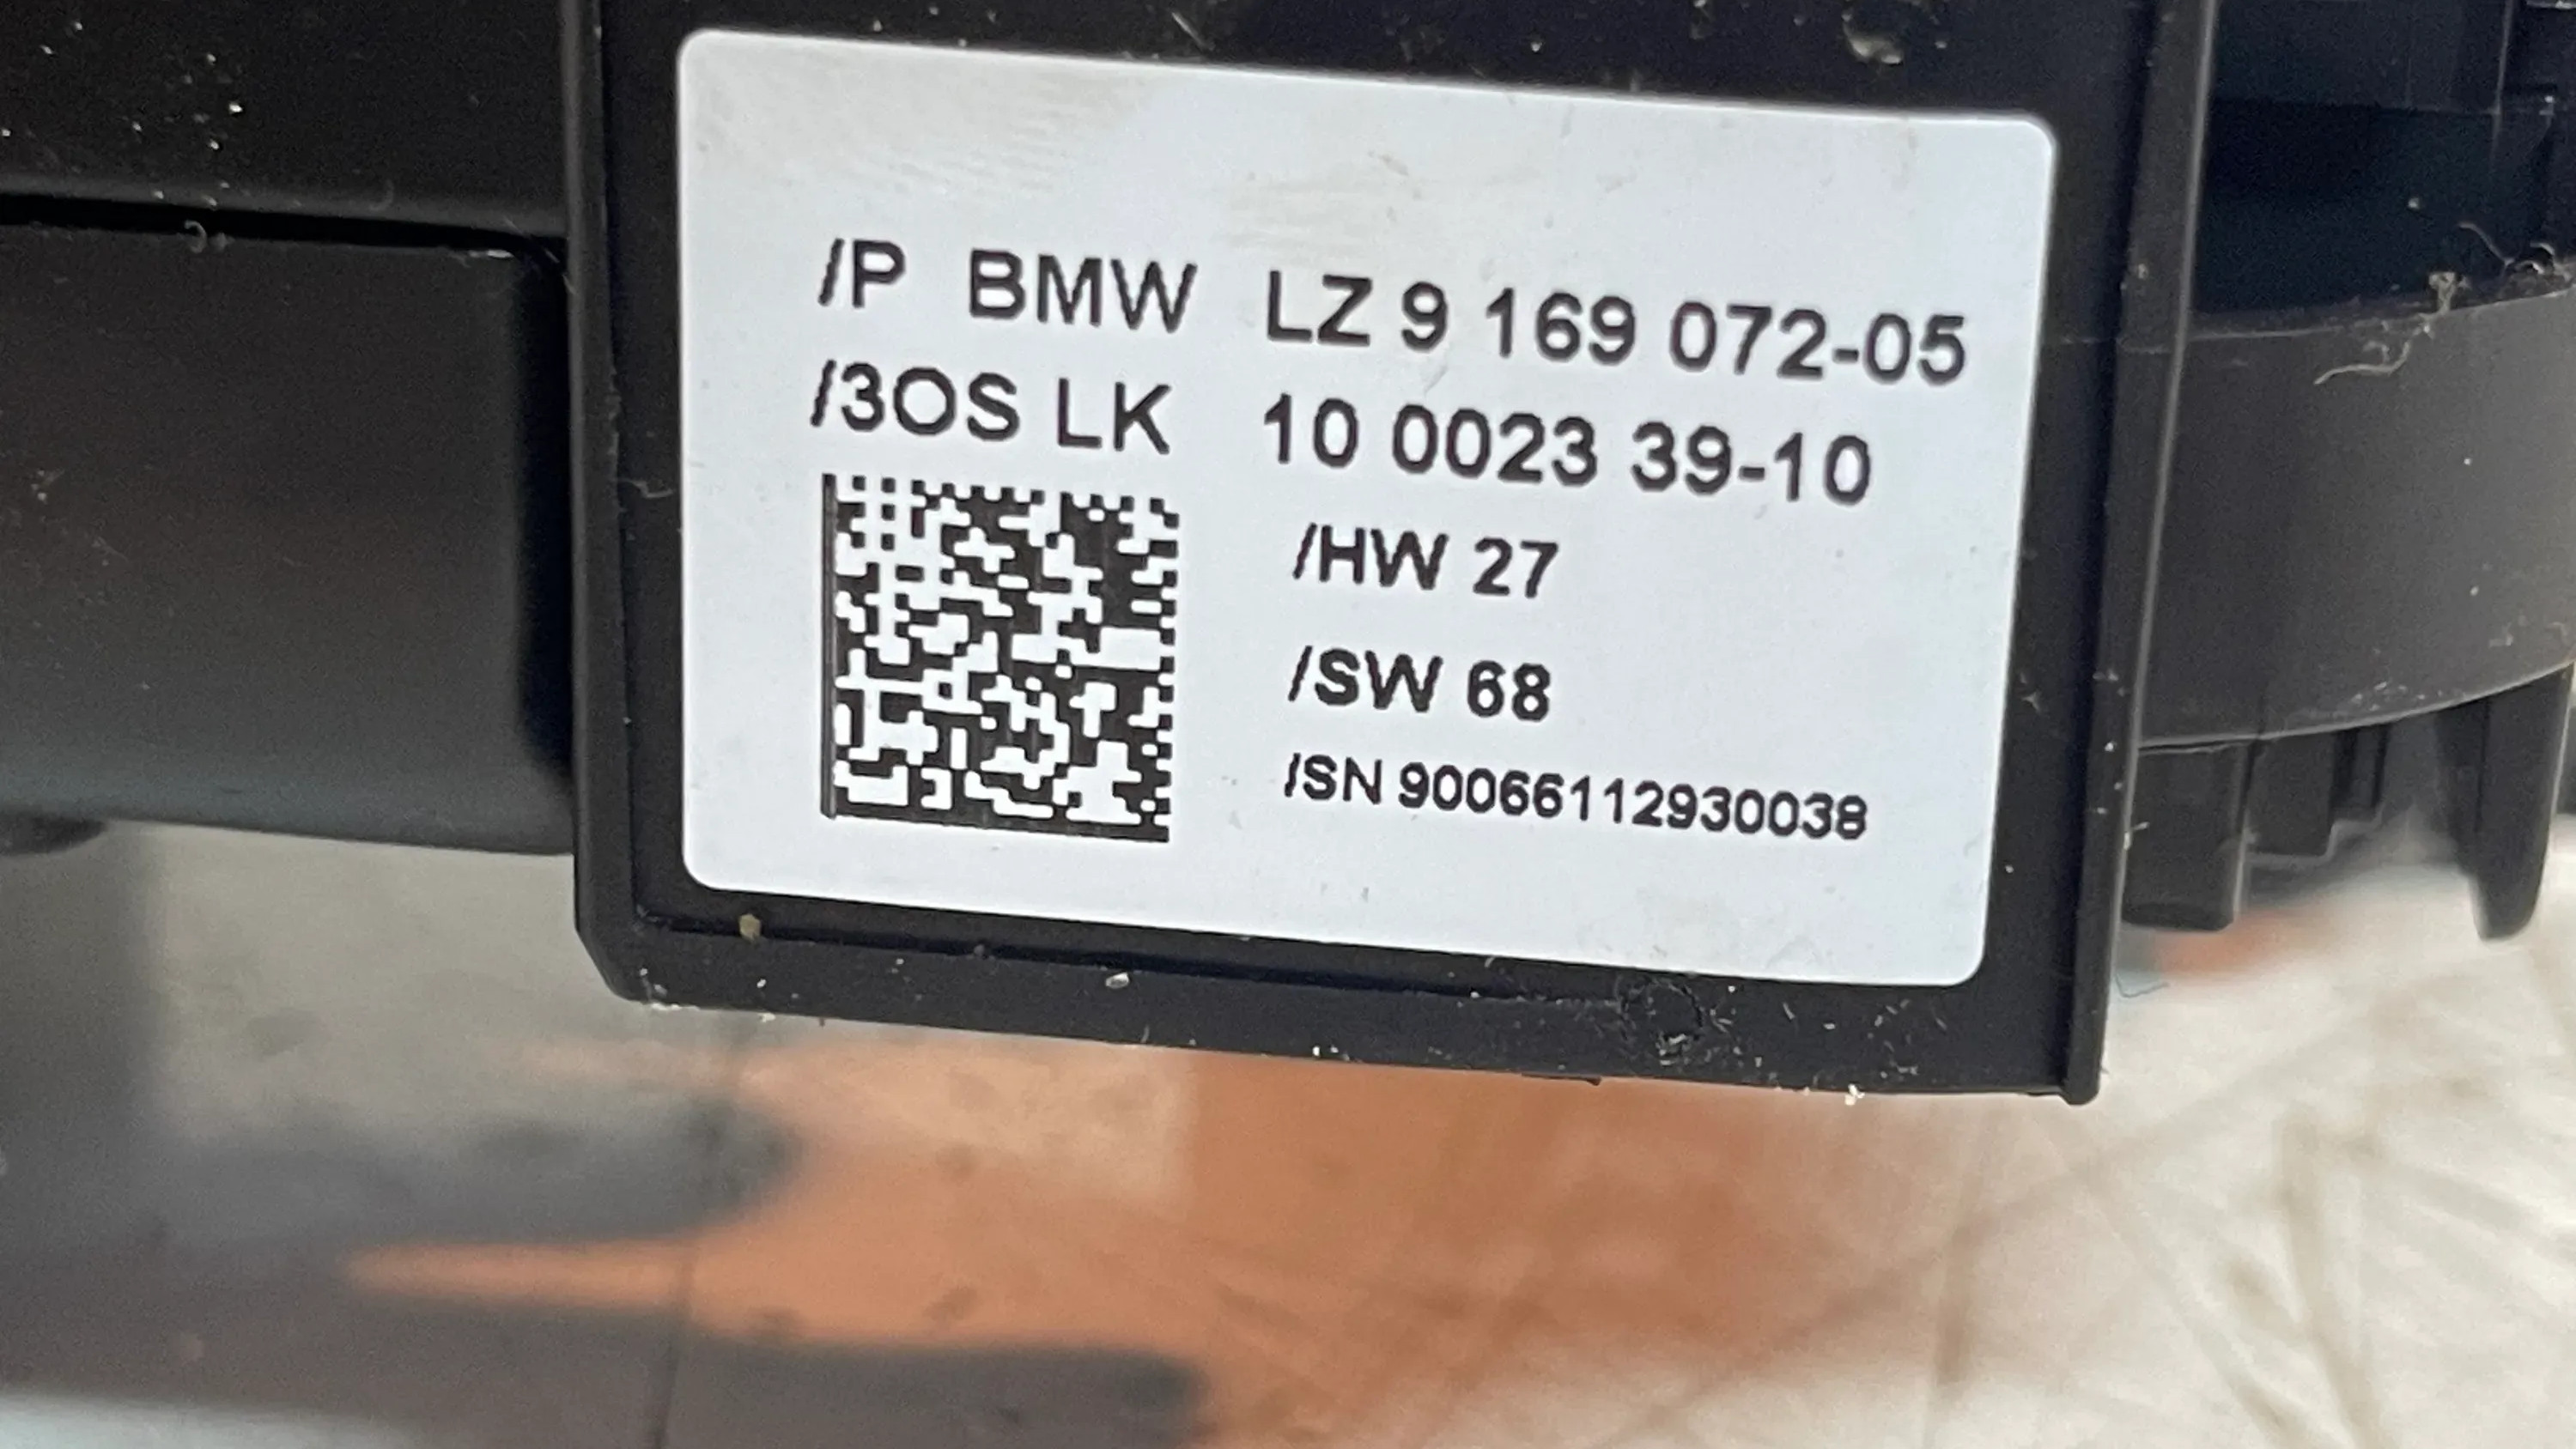 /P BMW LZ 9 169 072-05
/3OS LK 10 0023 39-10
/HW 27
/SW 68
/SN 90066112930038